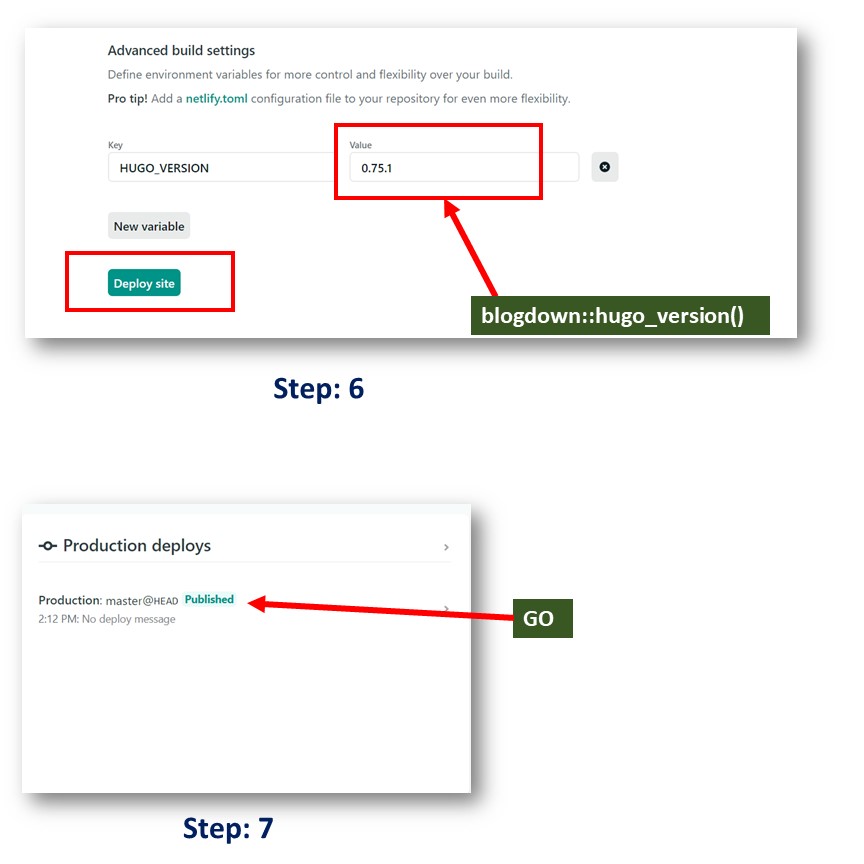 Advanced build settings
Define environment variables for more control and flexibility over your build.
Pro tip! Add a netlify.toml configuration file to your repository for even more flexibility.
Key Value
HUGO_VERSION 0.75.1
New variable
Deploy site
blogdown::hugo_version()
Step: 6
Production deploys
Production: master@HEAD Published
2:12 PM: No deploy message
GO
Step: 7